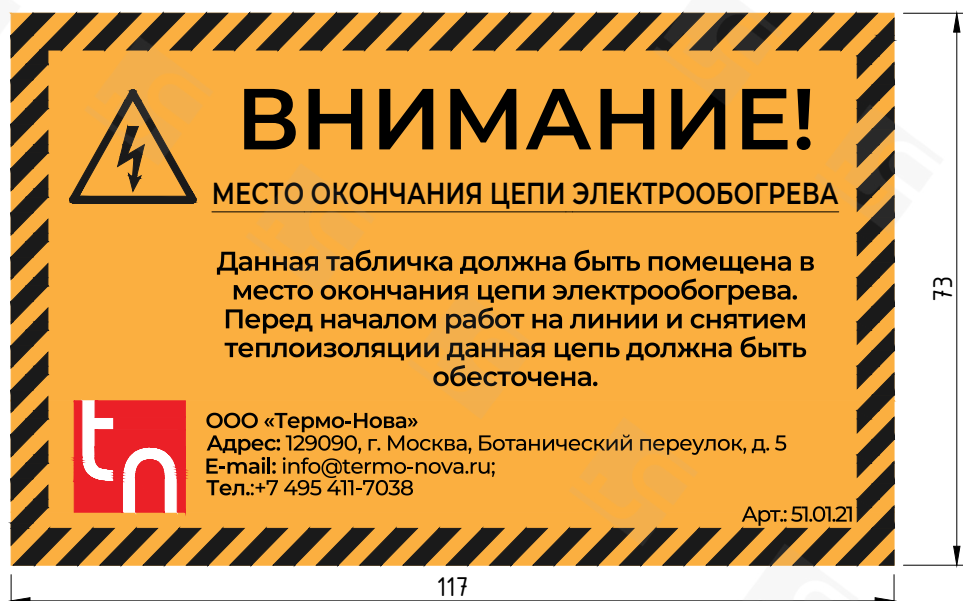 ВНИМАНИЕ!
МЕСТО ОКОНЧАНИЯ ЦЕПИ ЭЛЕКТРООБОГРЕВА
Данная табличка должна быть помещена в
место окончания цепи электрообогрева.
Перед началом работ на линии и снятием
теплоизоляции данная цепь должна быть
обесточена.
tn
ООО «Термо-Нова»
Адрес: 129090, г. Москва, Ботанический переулок, д. 5
E-mail: info@termo-nova.ru;
Тел.:+7 495 411-7038
Арт.: 51.01.21
73
117